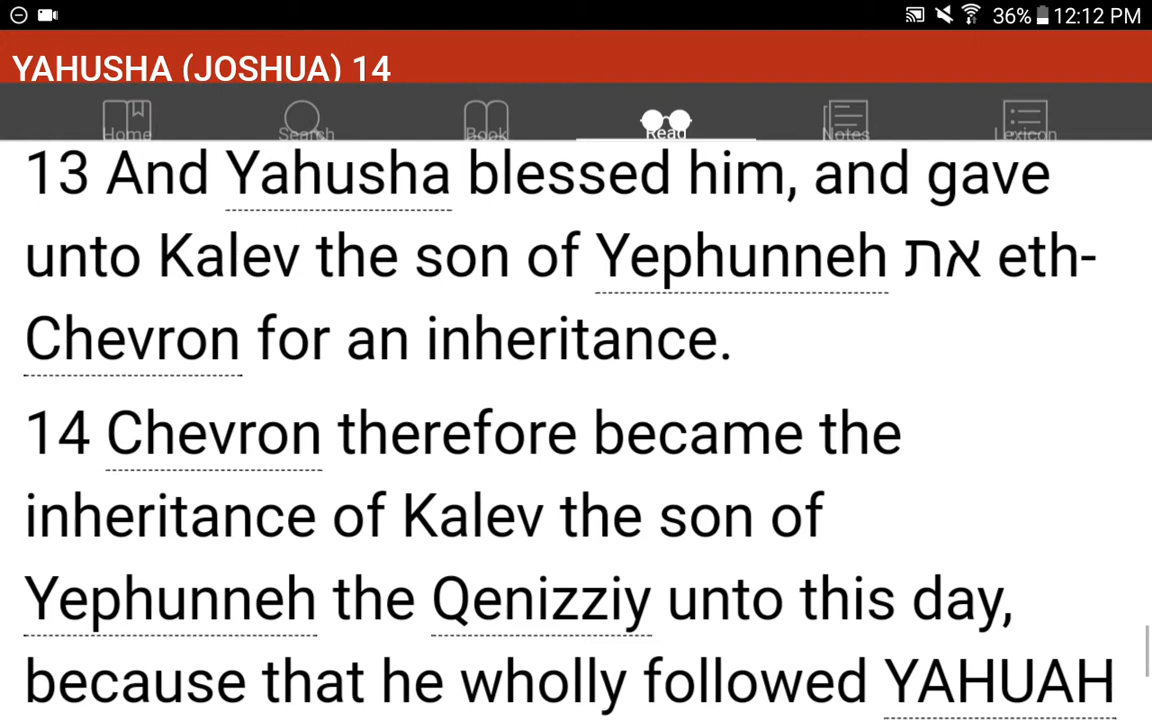 36% 12:12 PM
YAHUSHA (JOSHUA) 14
Home Search Book Read Notes Lexicon
13 And Yahusha blessed him, and gave
unto Kalev the son of Yephunneh את eth-
Chevron for an inheritance.
14 Chevron therefore became the
inheritance of Kalev the son of
Yephunneh the Qenizziy unto this day,
because that he wholly followed YAHUAH